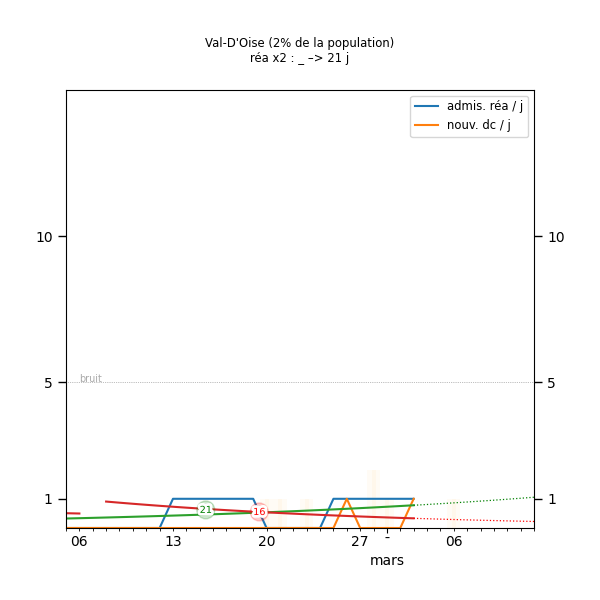 Val-D'Oise (2% de la population)
réa x2 : _ –> 21 j
admis. réa / j
nouv. dc / j
10 10
bruit
5 5
21 -16
1 1
06 13 20 27 - 06
mars